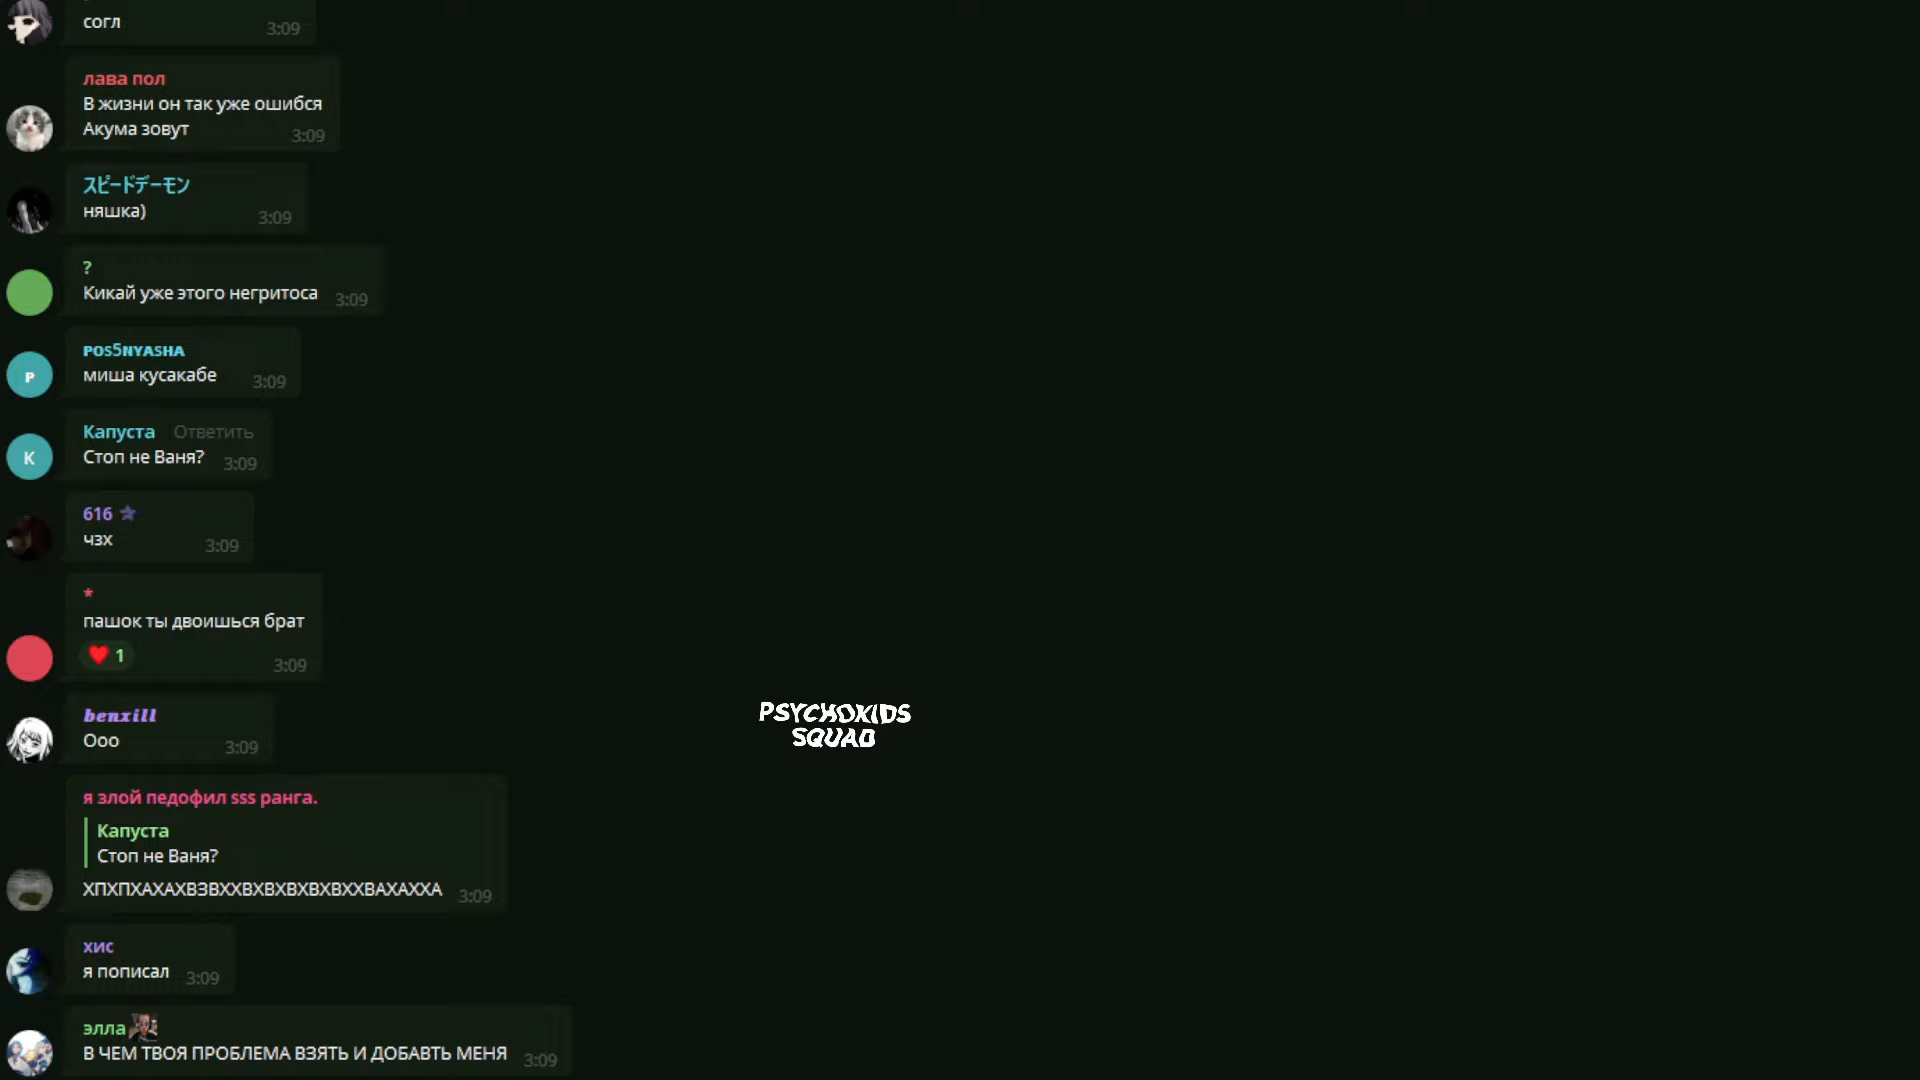 согл
3:09
лава пол
В жизни он так уже ошибся
Акума зовут
3:09
スピードデーモン
няшка)
3:09
?
Кикай уже этого негритоса
3:09
ᴘᴏs5ɴʏᴀsʜᴀ
P
миша кусакабе
3:09
Капуста Ответить
К
Стоп не Ваня?
3:09
616
чзх
3:09
*
пашок ты двоишься брат
1
3:09
benxill
Ооо
3:09
PSYCHOKIDS
SQUAD
я злой педофил sss ранга.
Капуста
Стоп не Ваня?
ХПХПХАХАХВЗВХХВХВХВХВХВХХВАХАХХА
3:09
хис
я пописал
3:09
элла
В ЧЕМ ТВОЯ ПРОБЛЕМА ВЗЯТЬ И ДОБАВТЬ МЕНЯ
3:09